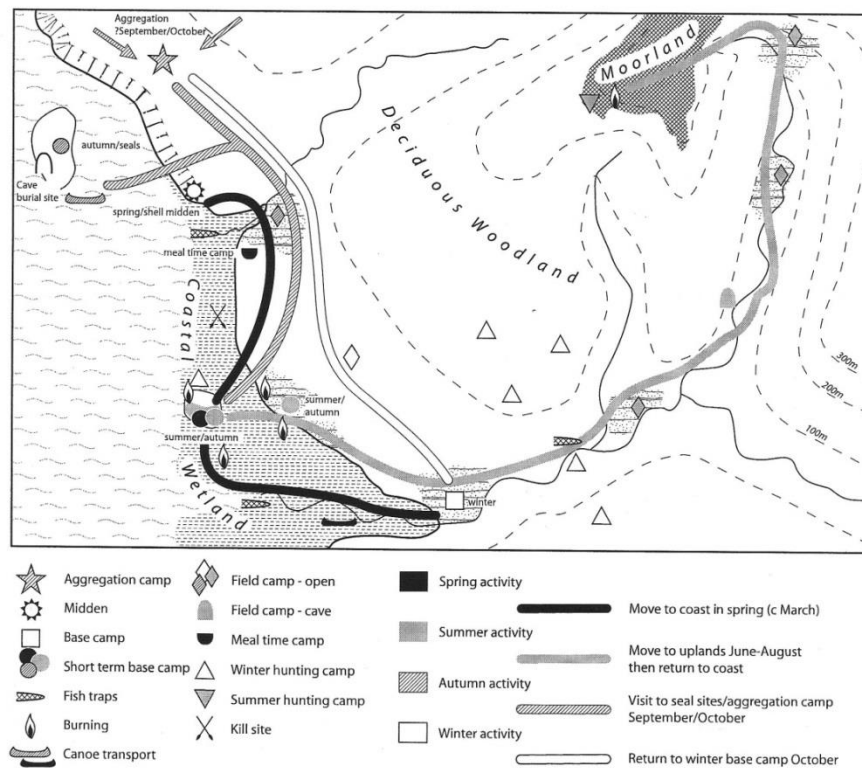 Aggregation
?September/October
autumn/seals
Cave
burial site
spring/shell midden
meal time camp
Coastal
Wetland
summer/autumn
summer/
autumn
winter
Deciduous Woodland
Moorland
300m
200m
100m
Aggregation camp
Midden
Base camp
Short term base camp
Fish traps
Burning
Canoe transport
Field camp - open
Field camp - cave
Meal time camp
Winter hunting camp
Summer hunting camp
Kill site
Spring activity
Summer activity
Autumn activity
Winter activity
Move to coast in spring (c March)
Move to uplands June-August
then return to coast
Visit to seal sites/aggregation camp
September/October
Return to winter base camp October